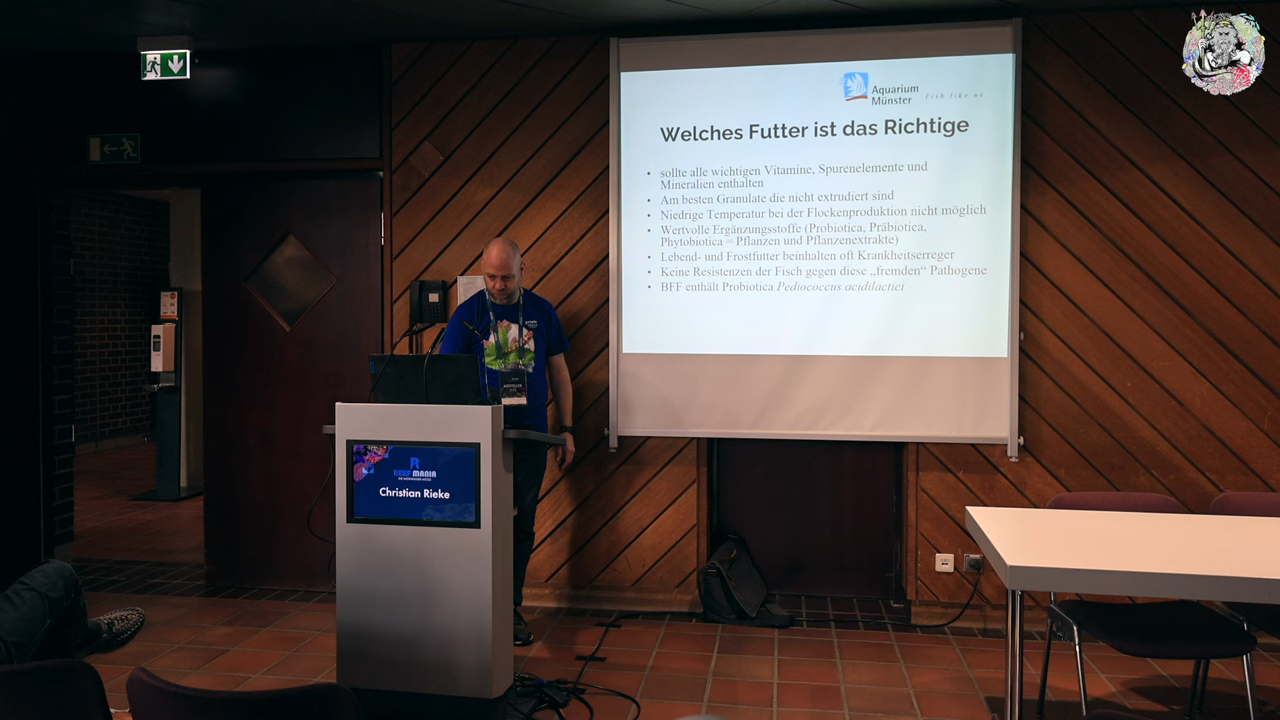 Aquarium
Münster
Fish like us
Welches Futter ist das Richtige
• sollte alle wichtigen Vitamine, Spurenelemente und
Mineralien enthalten
• Am besten Granulate die nicht extrudiert sind
• Niedrige Temperatur bei der Flockenproduktion nicht möglich
• Wertvolle Ergänzungsstoffe (Probiotica, Präbiotica,
Phytobiotica = Pflanzen und Pflanzenextrakte)
• Lebend- und Frostfutter beinhalten oft Krankheitserreger
• Keine Resistenzen der Fisch gegen diese „fremden“ Pathogene
• BFF enthält Probiotica Pediococcus acidilactici
REEF MANIA
Christian Rieke